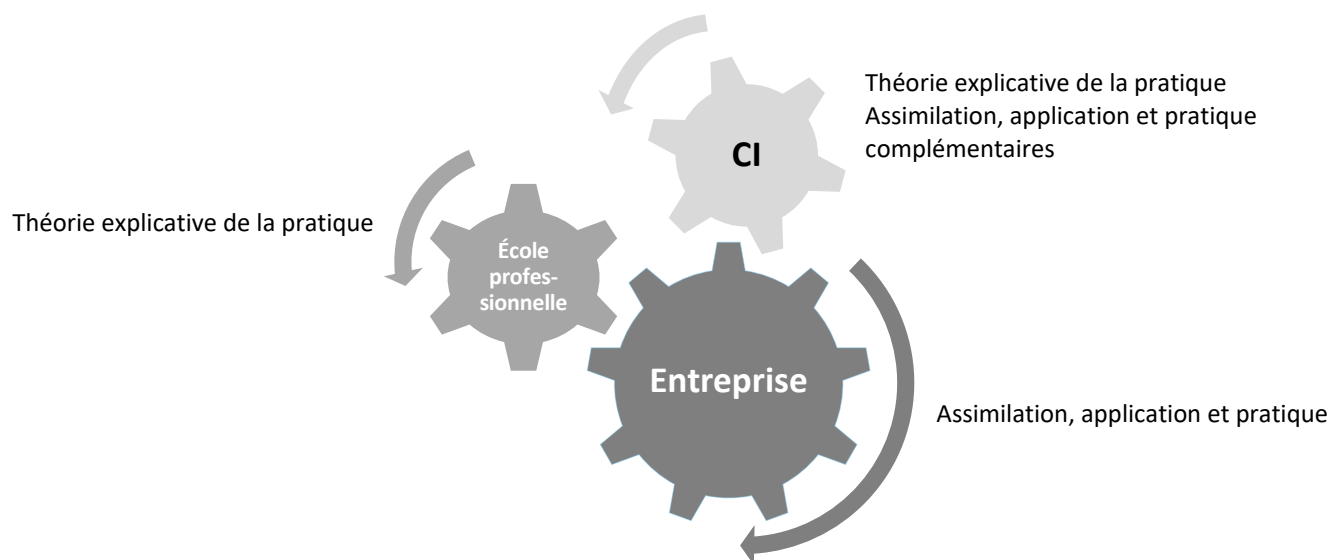 Théorie explicative de la pratique
Assimilation, application et pratique
complémentaires
CI
Théorie explicative de la pratique
École
profes-
sionnelle
Entreprise
Assimilation, application et pratique